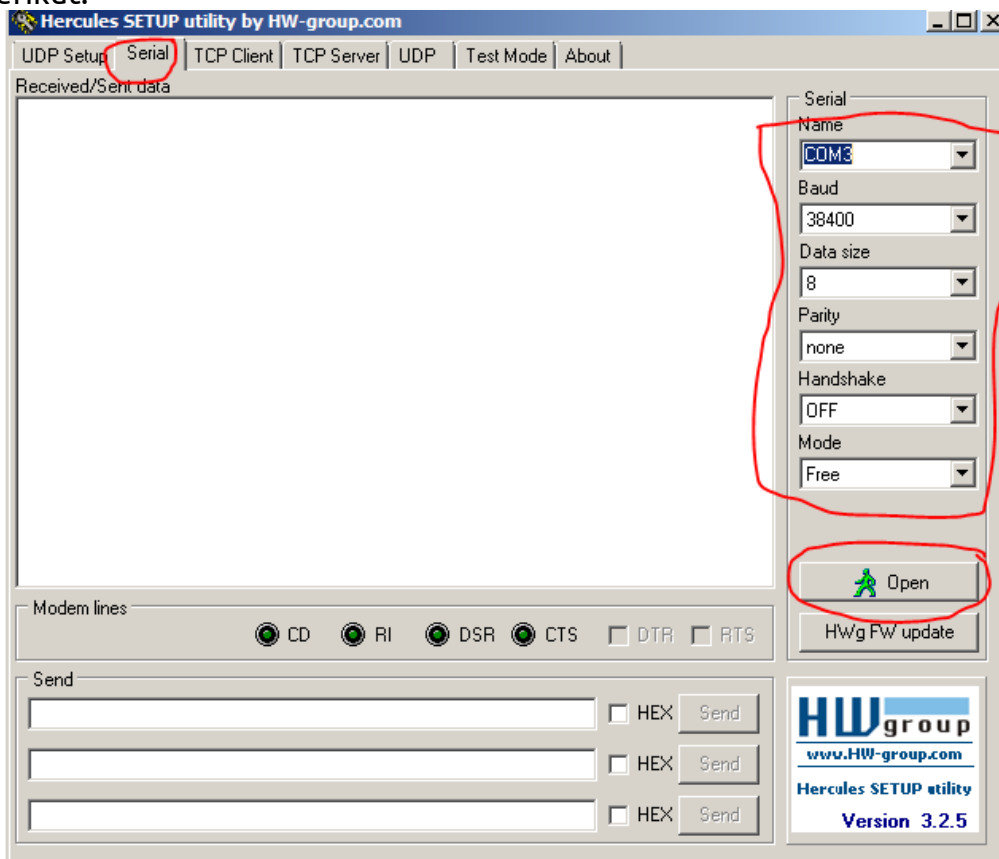 Hercules SETUP utility by HW-group.com
UDP Setup Serial TCP Client TCP Server UDP Test Mode About
Received/Sent data
Serial
Name
COM3
Baud
38400
Data size
8
Parity
none
Handshake
OFF
Mode
Free
Open
HWg FW update
Modem lines
CD RI DSR CTS DTR RTS
Send
HEX Send
HEX Send
HEX Send
HWgroup
www.HW-group.com
Hercules SETUP utility
Version 3.2.5